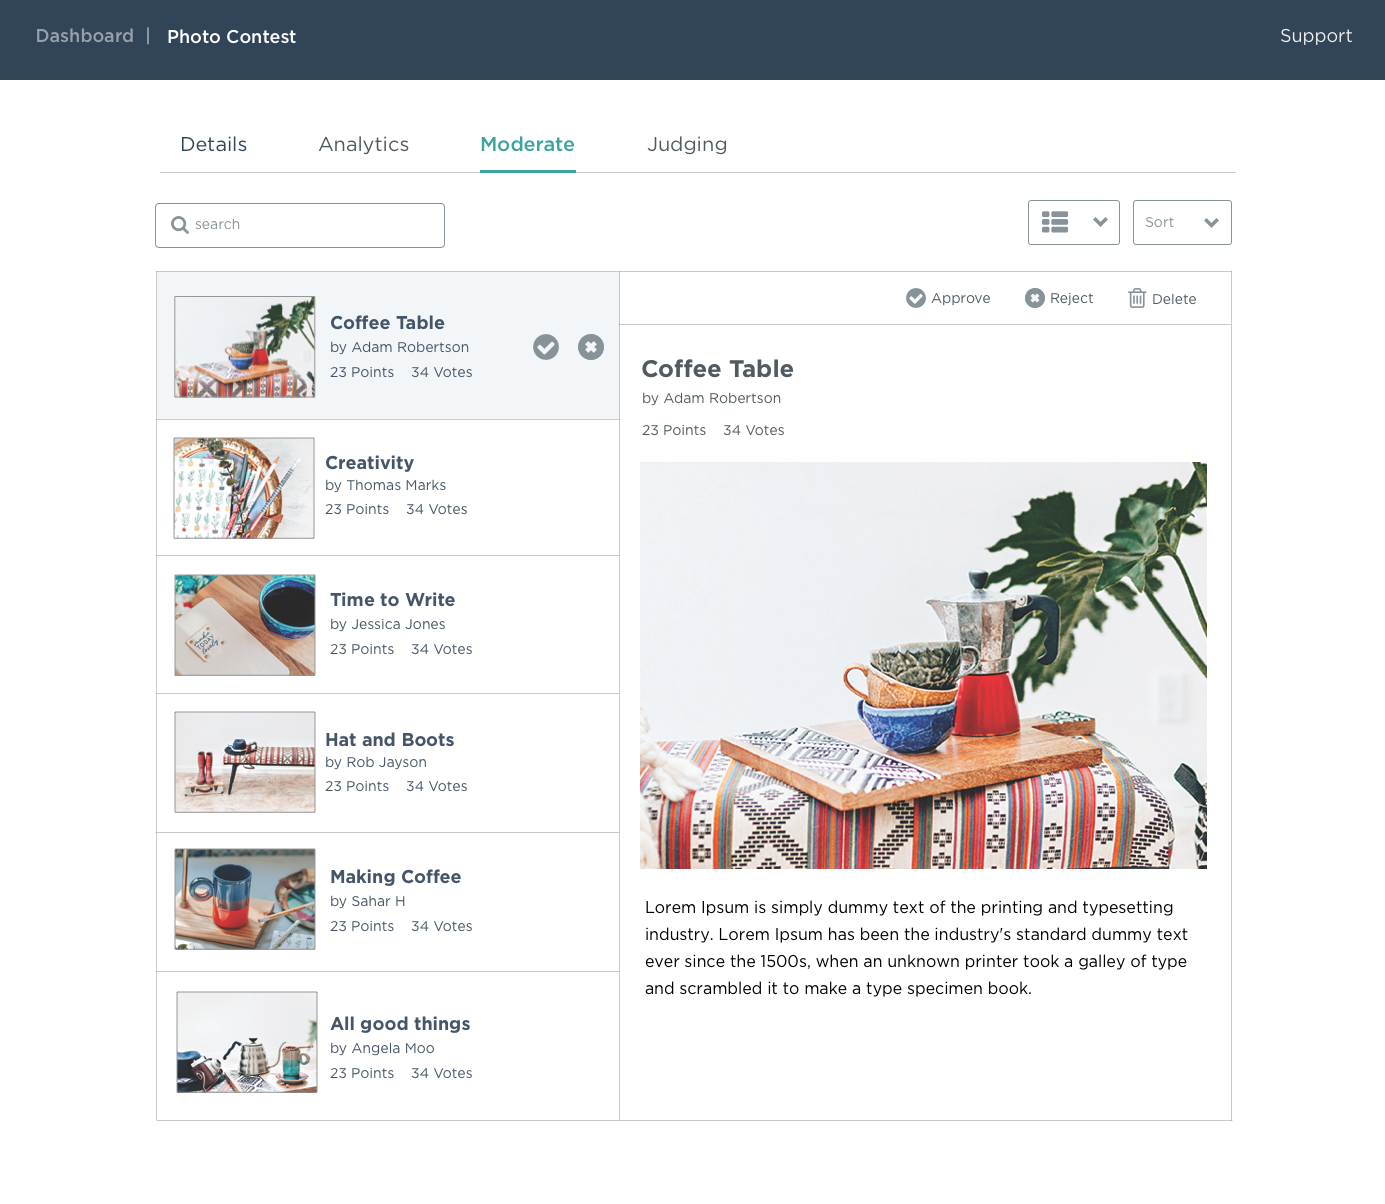 Dashboard | Photo Contest
Support
Details
Analytics
Moderate
Judging
search
Sort
Coffee Table
by Adam Robertson
23 Points 34 Votes
Creativity
by Thomas Marks
23 Points 34 Votes
Time to Write
by Jessica Jones
23 Points 34 Votes
Hat and Boots
by Rob Jayson
23 Points 34 Votes
Making Coffee
by Sahar H
23 Points 34 Votes
All good things
by Angela Moo
23 Points 34 Votes
Approve
Reject
Delete
Coffee Table
by Adam Robertson
23 Points 34 Votes
Lorem Ipsum is simply dummy text of the printing and typesetting
industry. Lorem Ipsum has been the industry's standard dummy text
ever since the 1500s, when an unknown printer took a galley of type
and scrambled it to make a type specimen book.